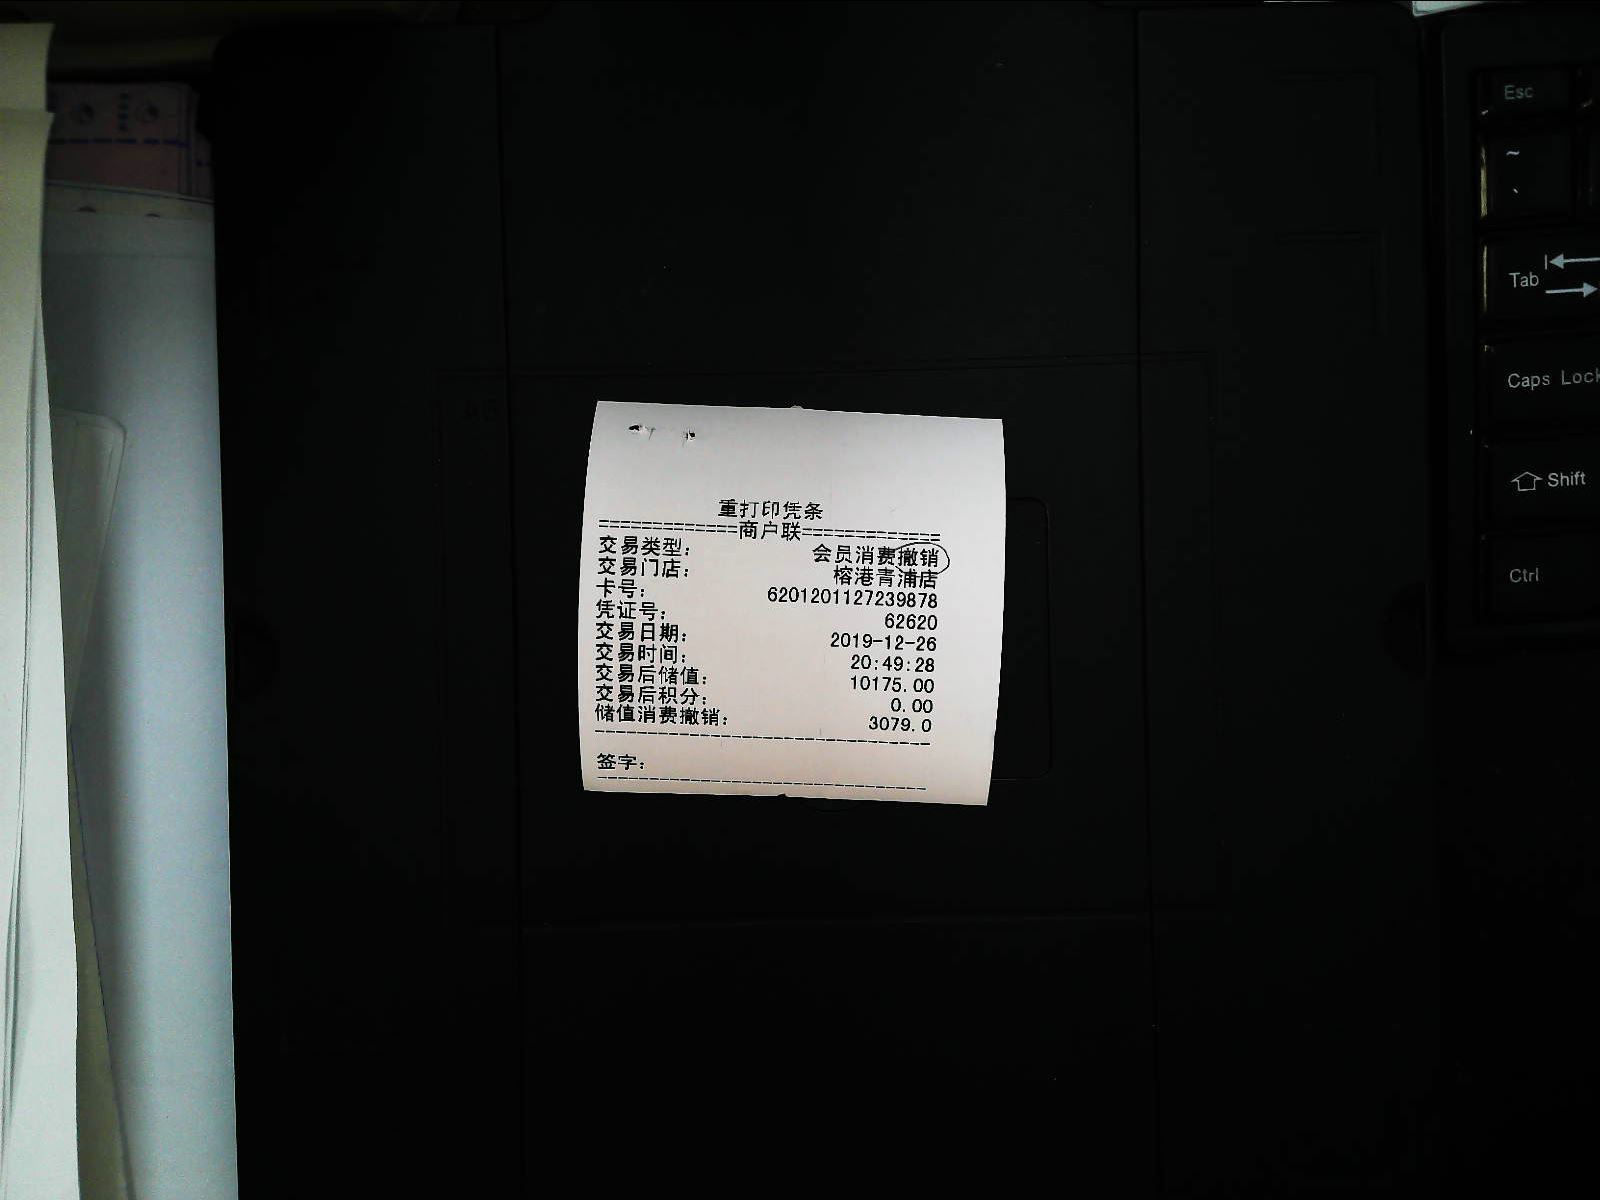 重打印凭条
=============商户联=============
交易类型： 会员消费撤销
交易门店： 榕港青浦店
卡号： 6201201127239878
凭证号： 62620
交易日期： 2019-12-26
交易时间： 20:49:28
交易后储值： 10175.00
交易后积分： 0.00
储值消费撤销： 3079.0
--------------------------------
签字：
--------------------------------
Esc
~
`
Tab
Caps Lock
Shift
Ctrl